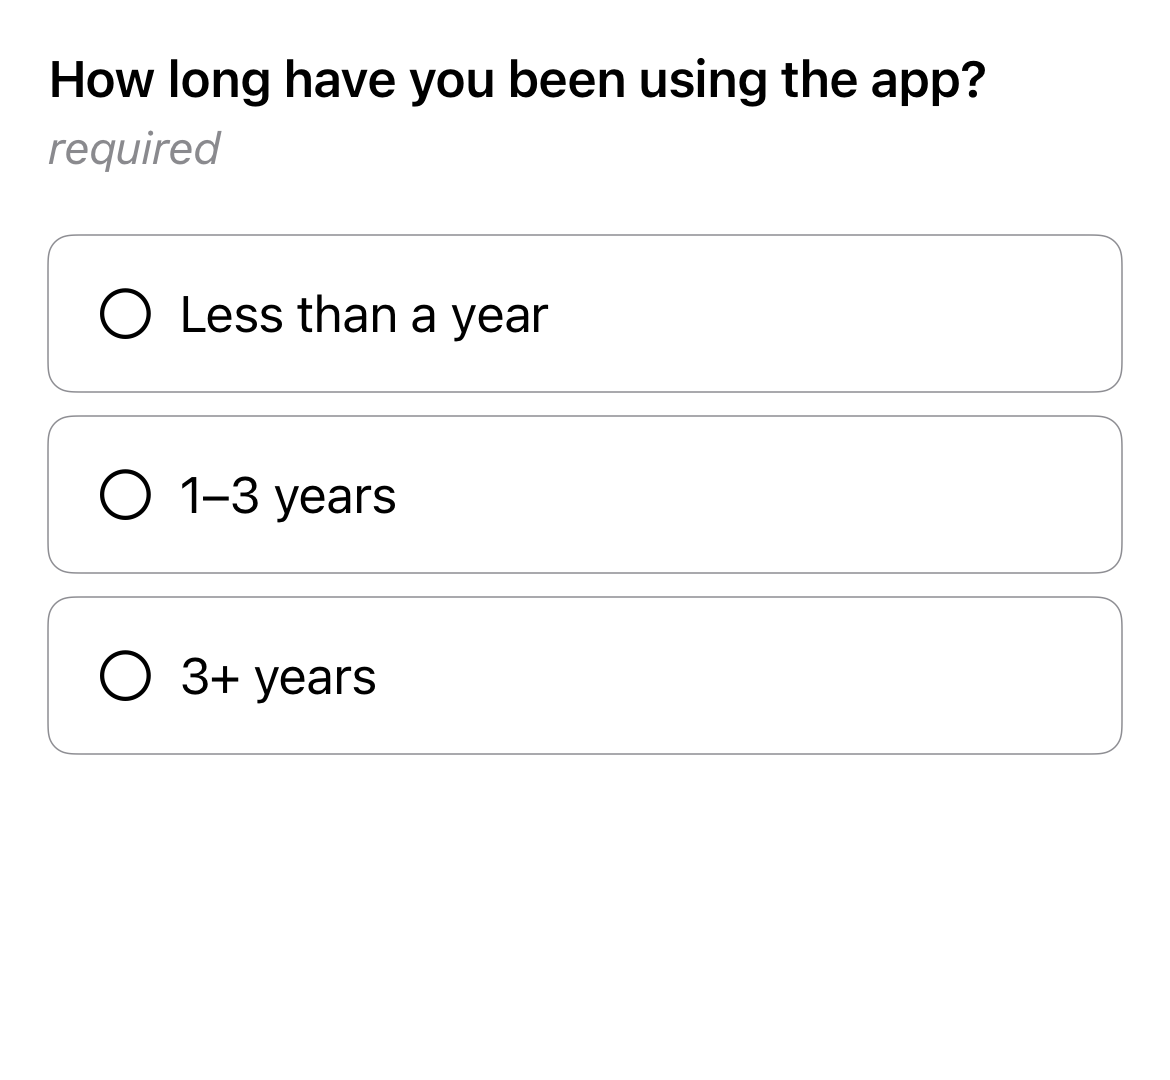 How long have you been using the app?
required
Less than a year
1–3 years
3+ years